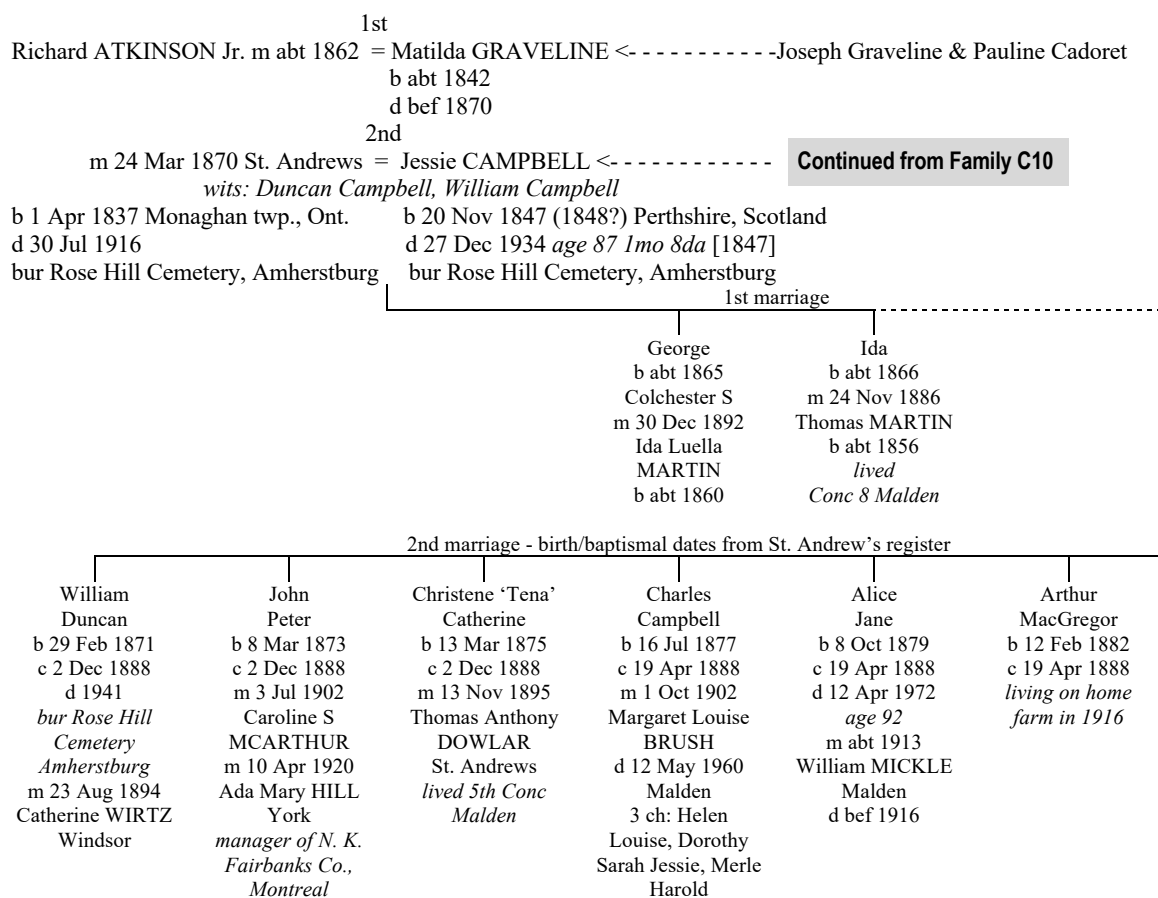 1st
Richard ATKINSON Jr. m abt 1862 = Matilda GRAVELINE <- - - - - - - - - - -Joseph Graveline & Pauline Cadoret
b abt 1842
d bef 1870
2nd
m 24 Mar 1870 St. Andrews = Jessie CAMPBELL <- - - - - - - - - - - - Continued from Family C10
wits: Duncan Campbell, William Campbell
b 1 Apr 1837 Monaghan twp., Ont. b 20 Nov 1847 (1848?) Perthshire, Scotland
d 30 Jul 1916 d 27 Dec 1934 age 87 1mo 8da [1847]
bur Rose Hill Cemetery, Amherstburg bur Rose Hill Cemetery, Amherstburg
1st marriage
George
b abt 1865
Colchester S
m 30 Dec 1892
Ida Luella
MARTIN
b abt 1860
Ida
b abt 1866
m 24 Nov 1886
Thomas MARTIN
b abt 1856
lived
Conc 8 Malden
2nd marriage - birth/baptismal dates from St. Andrew's register
William
Duncan
b 29 Feb 1871
c 2 Dec 1888
d 1941
bur Rose Hill
Cemetery
Amherstburg
m 23 Aug 1894
Catherine WIRTZ
Windsor
John
Peter
b 8 Mar 1873
c 2 Dec 1888
m 3 Jul 1902
Caroline S
MCARTHUR
m 10 Apr 1920
Ada Mary HILL
York
manager of N. K.
Fairbanks Co.,
Montreal
Christene ‘Tena’
Catherine
b 13 Mar 1875
c 2 Dec 1888
m 13 Nov 1895
Thomas Anthony
DOWLAR
St. Andrews
lived 5th Conc
Malden
Charles
Campbell
b 16 Jul 1877
c 19 Apr 1888
m 1 Oct 1902
Margaret Louise
BRUSH
d 12 May 1960
Malden
3 ch: Helen
Louise, Dorothy
Sarah Jessie, Merle
Harold
Alice
Jane
b 8 Oct 1879
c 19 Apr 1888
d 12 Apr 1972
age 92
m abt 1913
William MICKLE
Malden
d bef 1916
Arthur
MacGregor
b 12 Feb 1882
c 19 Apr 1888
living on home
farm in 1916